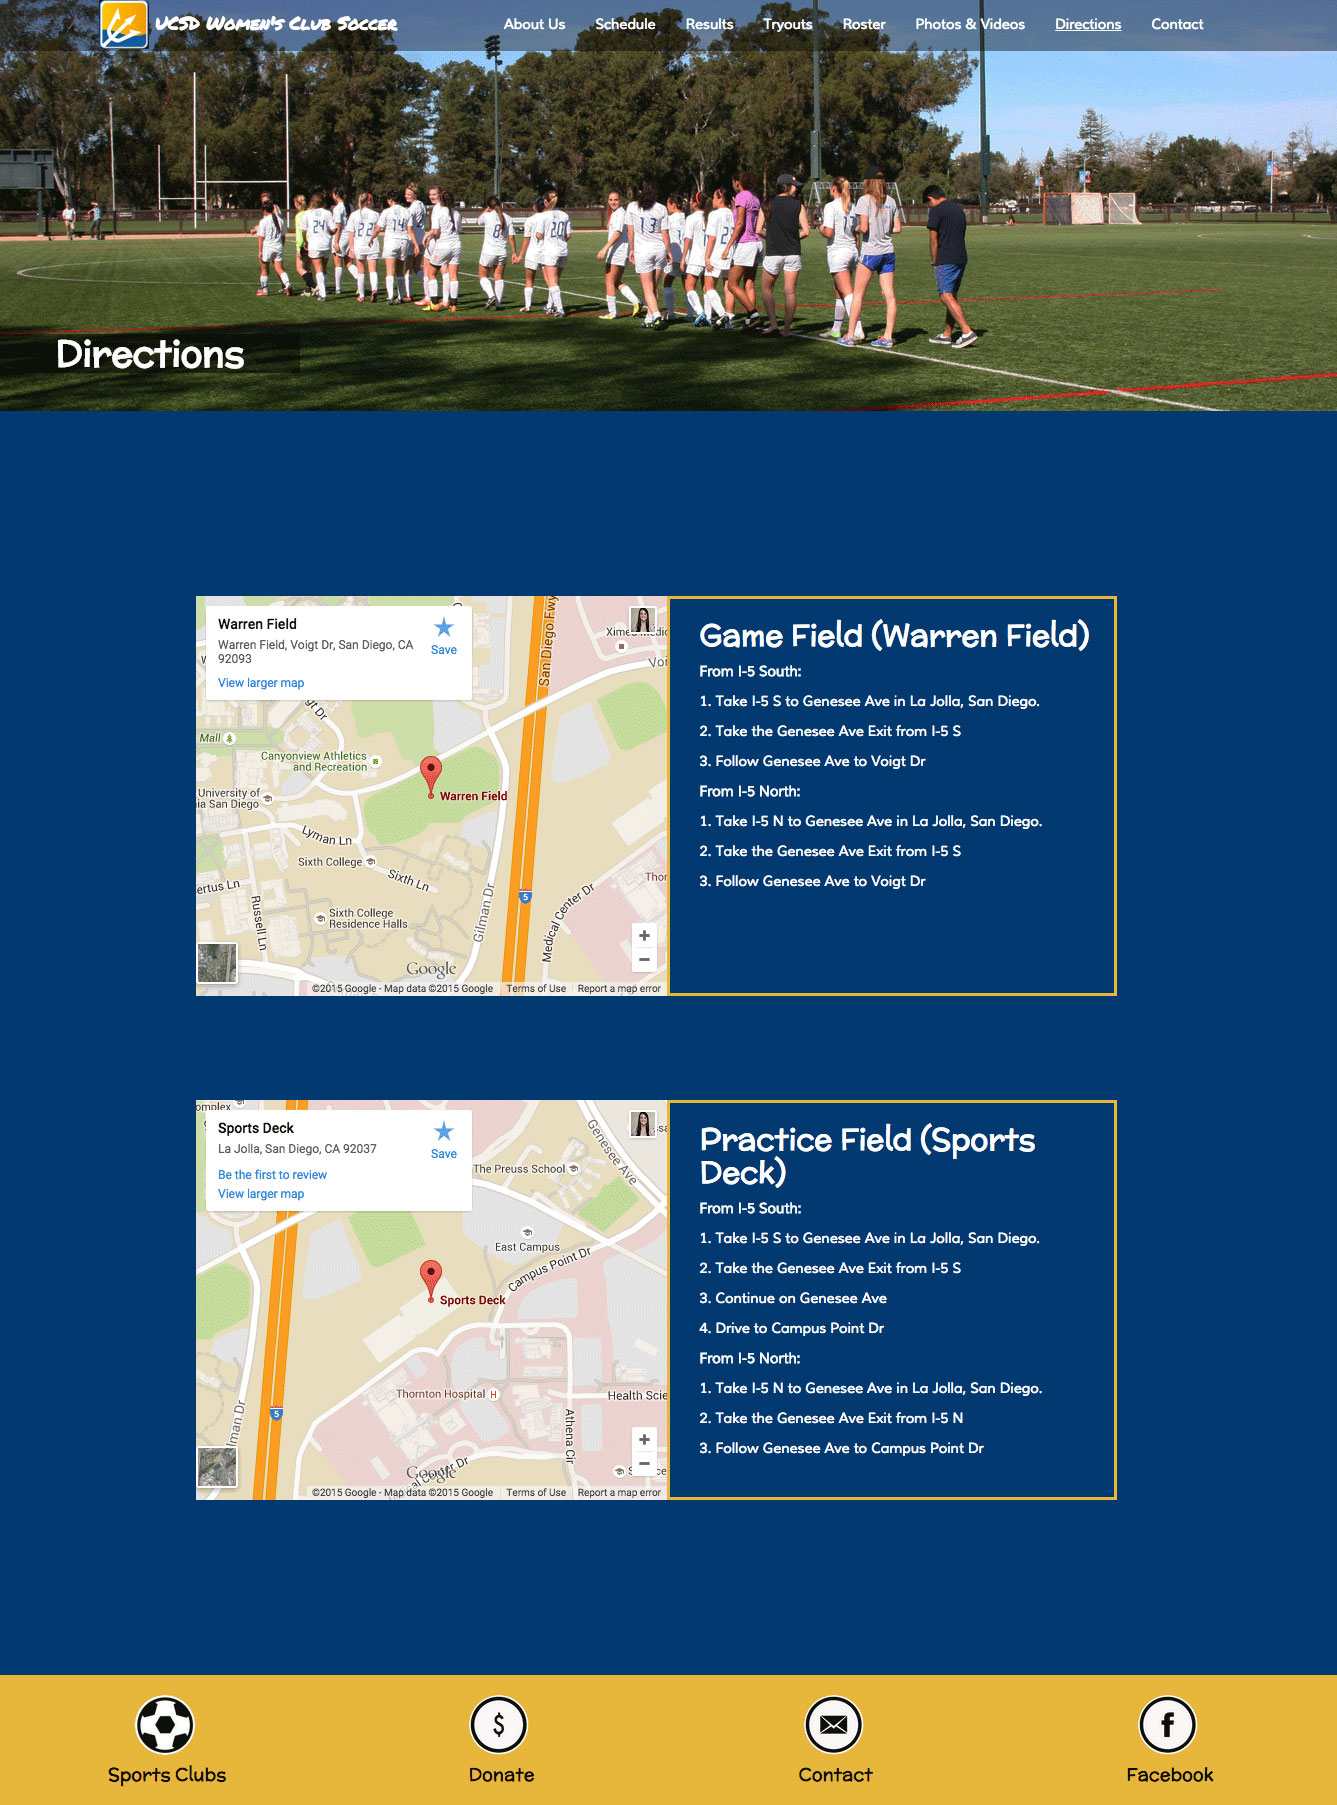 UCSD Women's Club Soccer
About Us Schedule Results Tryouts Roster Photos & Videos Directions Contact
Directions
Warren Field
Warren Field, Voigt Dr, San Diego, CA
92093
View larger map
Save
San Diego Fwy
Mall
Canyonview Athletics
and Recreation
Warren Field
University of
San Diego
Lyman Ln
Sixth College
Sixth Ln
Russell Ln
Sixth College
Residence Halls
Gilman Dr
5
Medical Center Dr
Google
©2015 Google - Map data ©2015 Google Terms of Use Report a map error
Game Field (Warren Field)
From I-5 South:
1. Take I-5 S to Genesee Ave in La Jolla, San Diego.
2. Take the Genesee Ave Exit from I-5 S
3. Follow Genesee Ave to Voigt Dr
From I-5 North:
1. Take I-5 N to Genesee Ave in La Jolla, San Diego.
2. Take the Genesee Ave Exit from I-5 S
3. Follow Genesee Ave to Voigt Dr
Sports Deck
La Jolla, San Diego, CA 92037
Be the first to review
View larger map
Save
Genesee Ave
The Preuss School
East Campus
Campus Point Dr
Sports Deck
Thornton Hospital H
Health Scie
Athena Cir
5
Google
©2015 Google - Map data ©2015 Google Terms of Use Report a map error
Practice Field (Sports
Deck)
From I-5 South:
1. Take I-5 S to Genesee Ave in La Jolla, San Diego.
2. Take the Genesee Ave Exit from I-5 S
3. Continue on Genesee Ave
4. Drive to Campus Point Dr
From I-5 North:
1. Take I-5 N to Genesee Ave in La Jolla, San Diego.
2. Take the Genesee Ave Exit from I-5 N
3. Follow Genesee Ave to Campus Point Dr
Sports Clubs Donate Contact Facebook